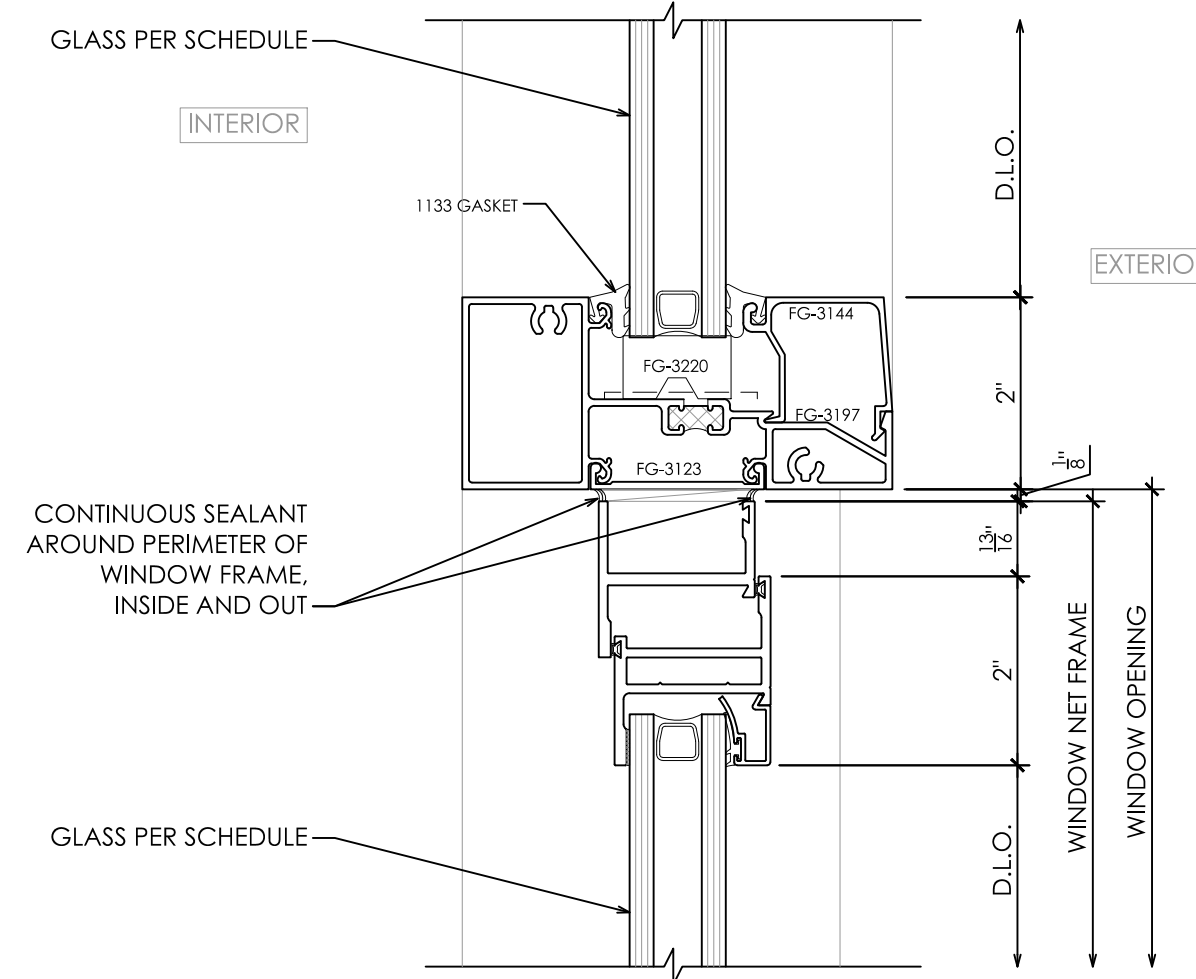 GLASS PER SCHEDULE
INTERIOR
D.L.O.
1133 GASKET
EXTERIO
FG-3144
FG-3220
2"
FG-3197
FG-3123
1"
8
CONTINUOUS SEALANT
AROUND PERIMETER OF
WINDOW FRAME,
INSIDE AND OUT
13"
16
2"
WINDOW NET FRAME
WINDOW OPENING
GLASS PER SCHEDULE
D.L.O.